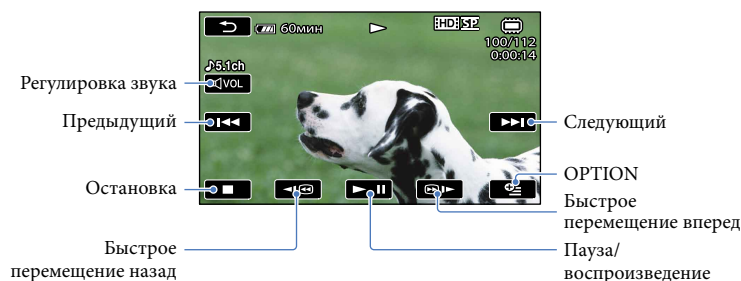 60мин HD SP
100/112
0:00:14
♪5.1ch
VOL
Регулировка звука
Предыдущий
Следующий
Остановка
OPTION
Быстрое
перемещение вперед
Быстрое
перемещение назад
Пауза/
воспроизведение